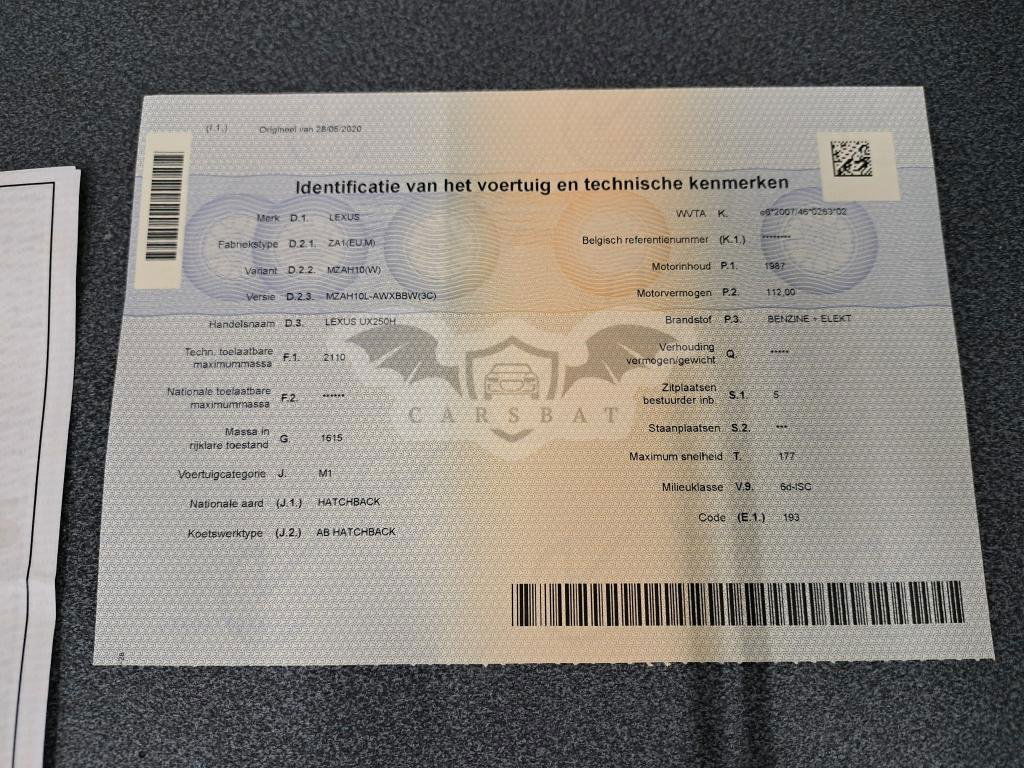 (I.1.) Origineel van 28/05/2020
Identificatie van het voertuig en technische kenmerken
Merk D.1. LEXUS
Fabriekstype D.2.1. ZA1(EU,M)
Variant D.2.2. MZAH10(W)
Versie D.2.3. MZAH10L-AWXBBW(3C)
Handelsnaam D.3. LEXUS UX250H
Techn. toelaatbare
maximummassa F.1. 2110
Nationale toelaatbare
maximummassa F.2. ******
Massa in
rijklare toestand G. 1615
Voertuigcategorie J. M1
Nationale aard (J.1.) HATCHBACK
Koetswerktype (J.2.) AB HATCHBACK
WVTA K. e6*2007/46*0263*02
Belgisch referentienummer (K.1.) ********
Motorinhoud P.1. 1987
Motorvermogen P.2. 112,00
Brandstof P.3. BENZINE + ELEKT
Verhouding
vermogen/gewicht Q. *****
Zitplaatsen
bestuurder inb. S.1. 5
Staanplaatsen S.2. ***
Maximum snelheid T. 177
Milieuklasse V.9. 6d-ISC
Code (E.1.) 193
CARSBAT